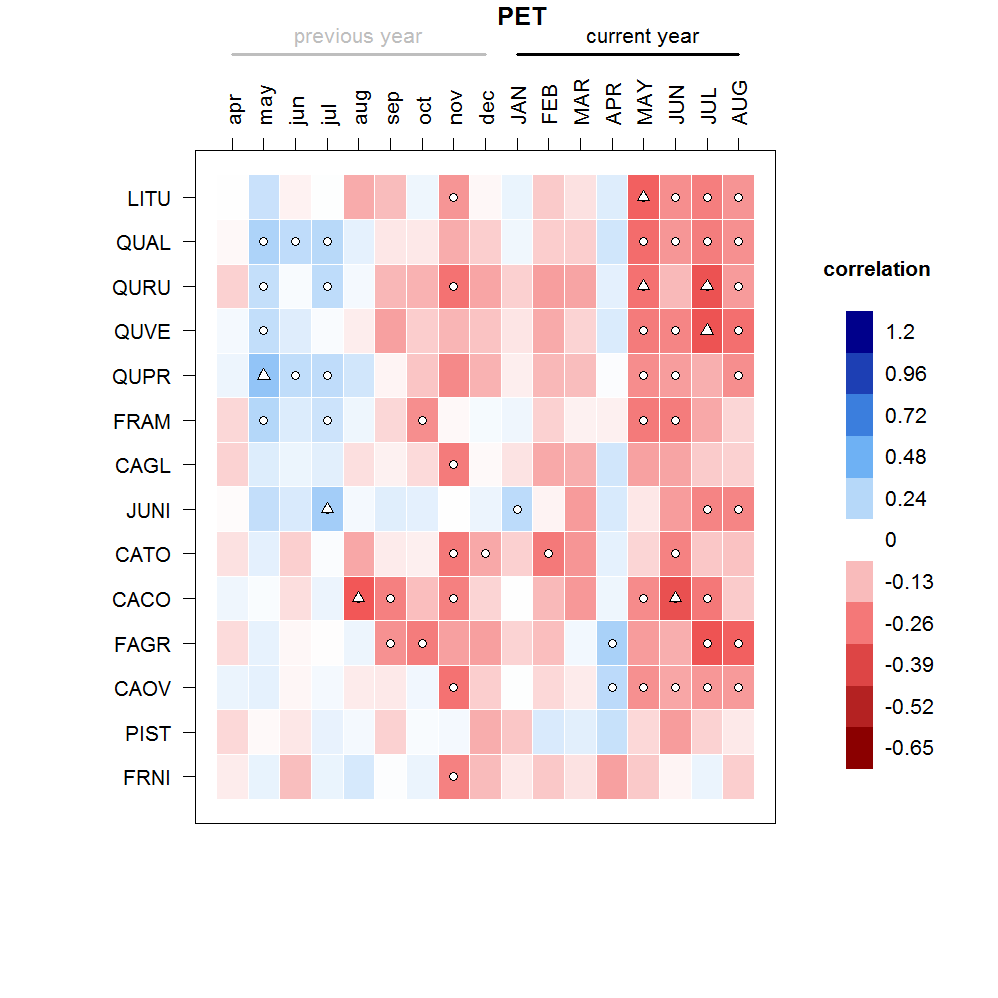 PET
previous year current year
apr may jun jul aug sep oct nov dec JAN FEB MAR APR MAY JUN JUL AUG
LITU
QUAL
QURU
QUVE
QUPR
FRAM
CAGL
JUNI
CATO
CACO
FAGR
CAOV
PIST
FRNI
correlation
1.2
0.96
0.72
0.48
0.24
0
-0.13
-0.26
-0.39
-0.52
-0.65